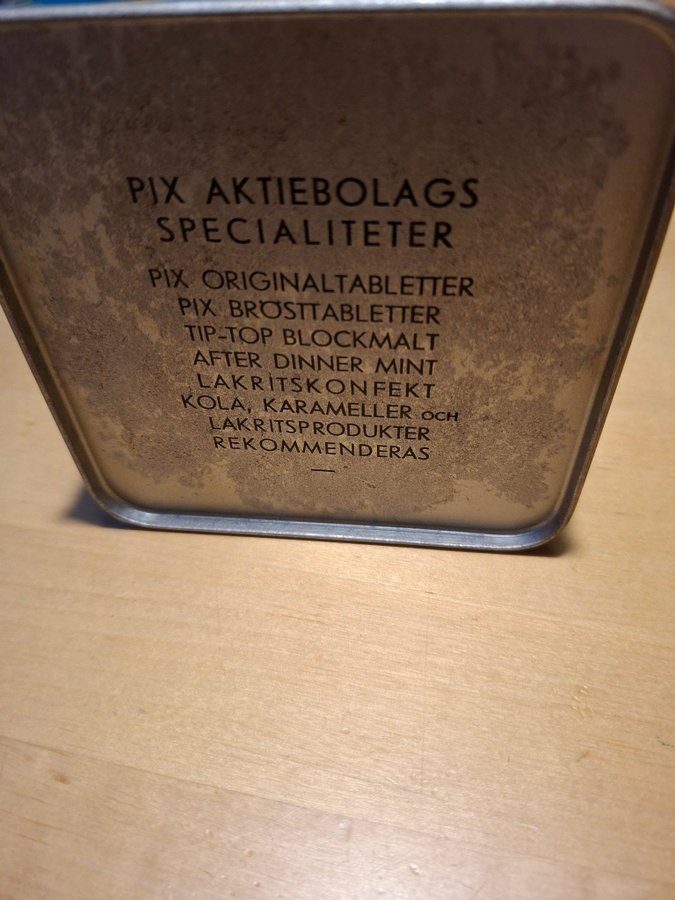 PIX AKTIEBOLAGS
SPECIALITETER
PIX ORIGINALTABLETTER
PIX BRÖSTTABLETTER
TIP-TOP BLOCKMALT
AFTER DINNER MINT
LAKRITSKONFEKT
KOLA, KARAMELLER OCH
LAKRITSPRODUKTER
REKOMMENDERAS